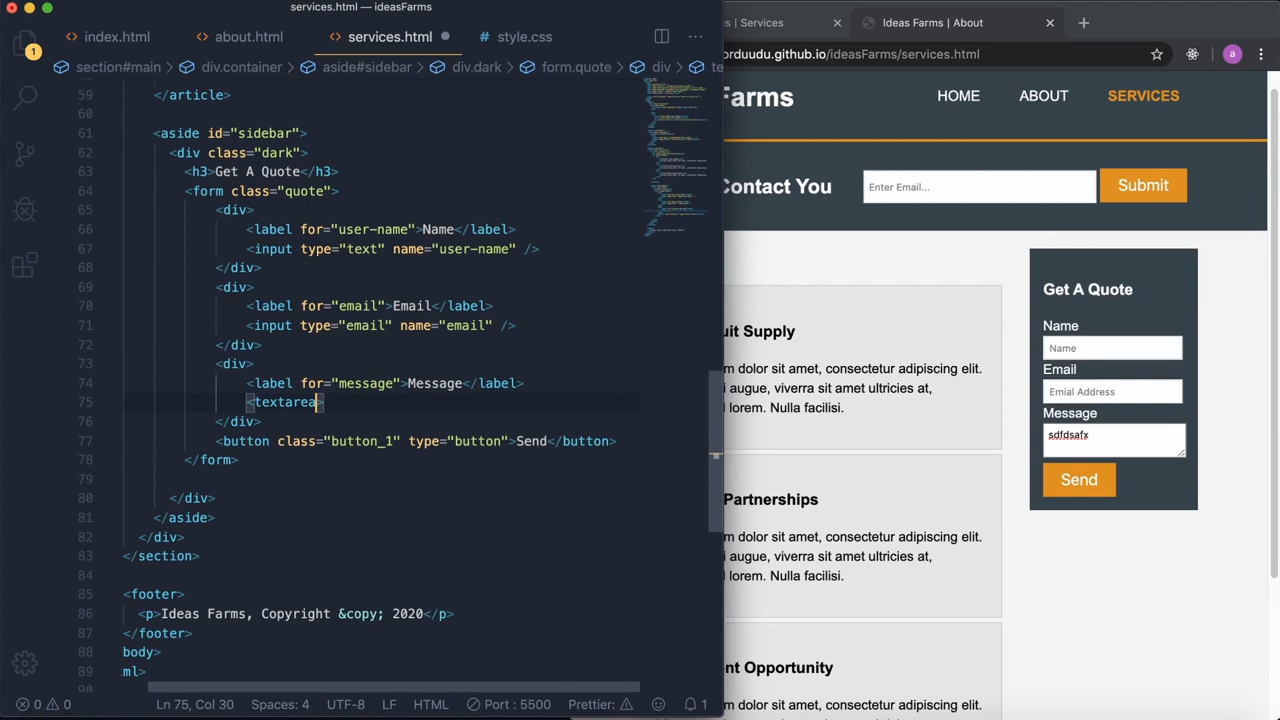 services.html — ideasFarms
index.html
about.html
services.html
style.css
section#main > div.container > aside#sidebar > div.dark > form.quote > div > te
59 </article>
60
61 <aside id="sidebar">
62 <div class="dark">
63 <h3>Get A Quote</h3>
64 <form class="quote">
65 <div>
66 <label for="user-name">Name</label>
67 <input type="text" name="user-name" />
68 </div>
69 <div>
70 <label for="email">Email</label>
71 <input type="email" name="email" />
72 </div>
73 <div>
74 <label for="message">Message</label>
75 <textarea>
76 </div>
77 <button class="button_1" type="button">Send</button>
78 </form>
79
80 </div>
81 </aside>
82 </div>
83 </section>
84
85 <footer>
86 <p>Ideas Farms, Copyright &copy; 2020</p>
87 </footer>
88 body>
89 ml>
90
1
0 0
Ln 75, Col 30
Spaces: 4
UTF-8
LF
HTML
Port : 5500
Prettier:
1
| Services
Ideas Farms | About
orduudu.github.io/ideasFarms/services.html
a
Farms
HOME
ABOUT
SERVICES
Contact You
Enter Email...
Submit
uit Supply
m dolor sit amet, consectetur adipiscing elit.
i augue, viverra sit amet ultricies at,
l lorem. Nulla facilisi.
Partnerships
m dolor sit amet, consectetur adipiscing elit.
i augue, viverra sit amet ultricies at,
l lorem. Nulla facilisi.
nt Opportunity
m dolor sit amet, consectetur adipiscing elit.
Get A Quote
Name
Name
Email
Emial Address
Message
sdfdsafx
Send